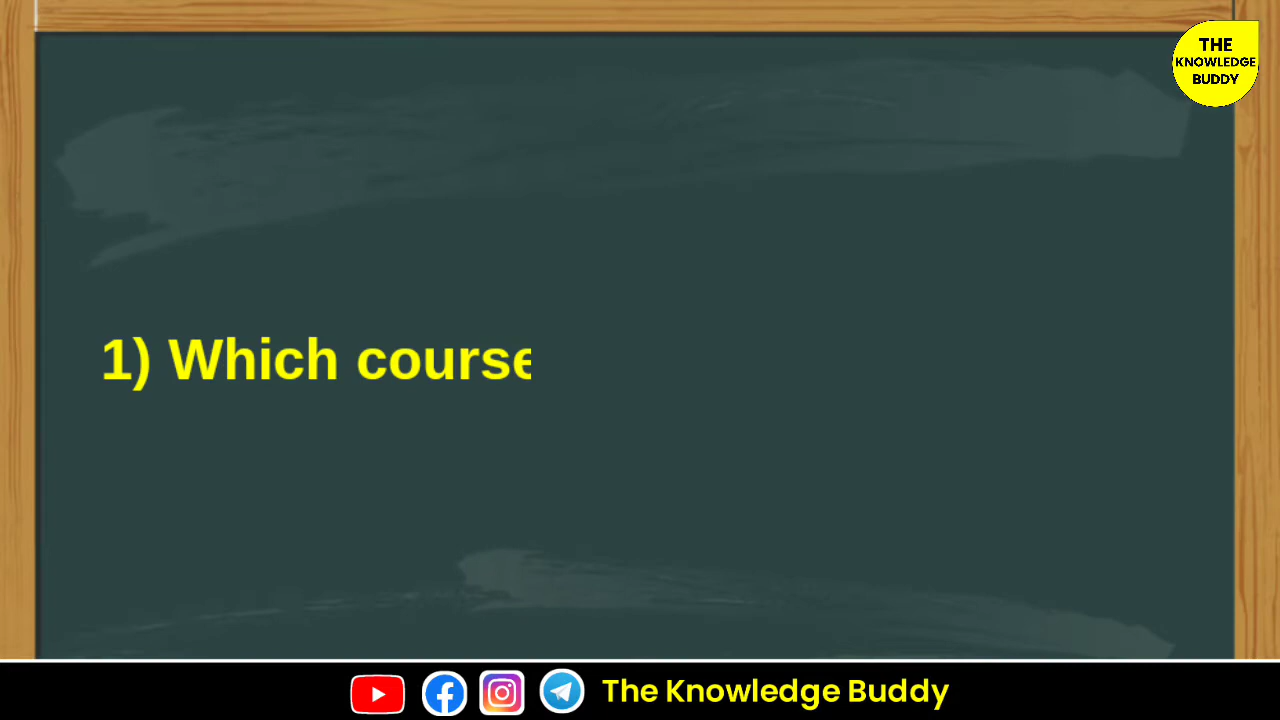 THE
KNOWLEDGE
BUDDY
1) Which course
The Knowledge Buddy